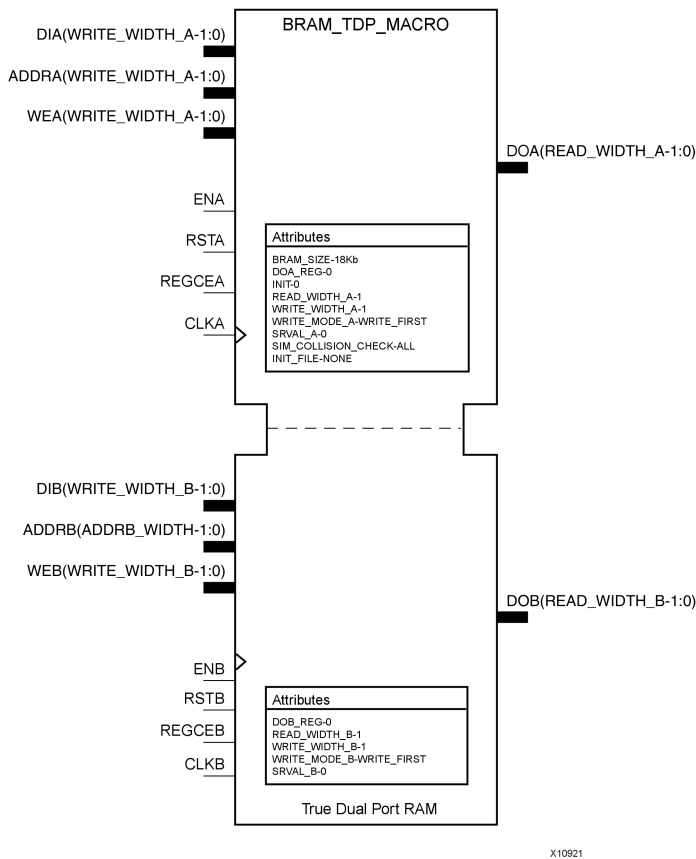 BRAM_TDP_MACRO
DIA(WRITE_WIDTH_A-1:0)
ADDRA(WRITE_WIDTH_A-1:0)
WEA(WRITE_WIDTH_A-1:0)
DOA(READ_WIDTH_A-1:0)
ENA
RSTA
REGCEA
CLKA
Attributes
BRAM_SIZE-18Kb
DOA_REG-0
INIT-0
READ_WIDTH_A-1
WRITE_WIDTH_A-1
WRITE_MODE_A-WRITE_FIRST
SRVAL_A-0
SIM_COLLISION_CHECK-ALL
INIT_FILE-NONE
DIB(WRITE_WIDTH_B-1:0)
ADDRB(ADDRB_WIDTH-1:0)
WEB(WRITE_WIDTH_B-1:0)
DOB(READ_WIDTH_B-1:0)
ENB
RSTB
REGCEB
CLKB
Attributes
DOB_REG-0
READ_WIDTH_B-1
WRITE_WIDTH_B-1
WRITE_MODE_B-WRITE_FIRST
SRVAL_B-0
True Dual Port RAM
X10921